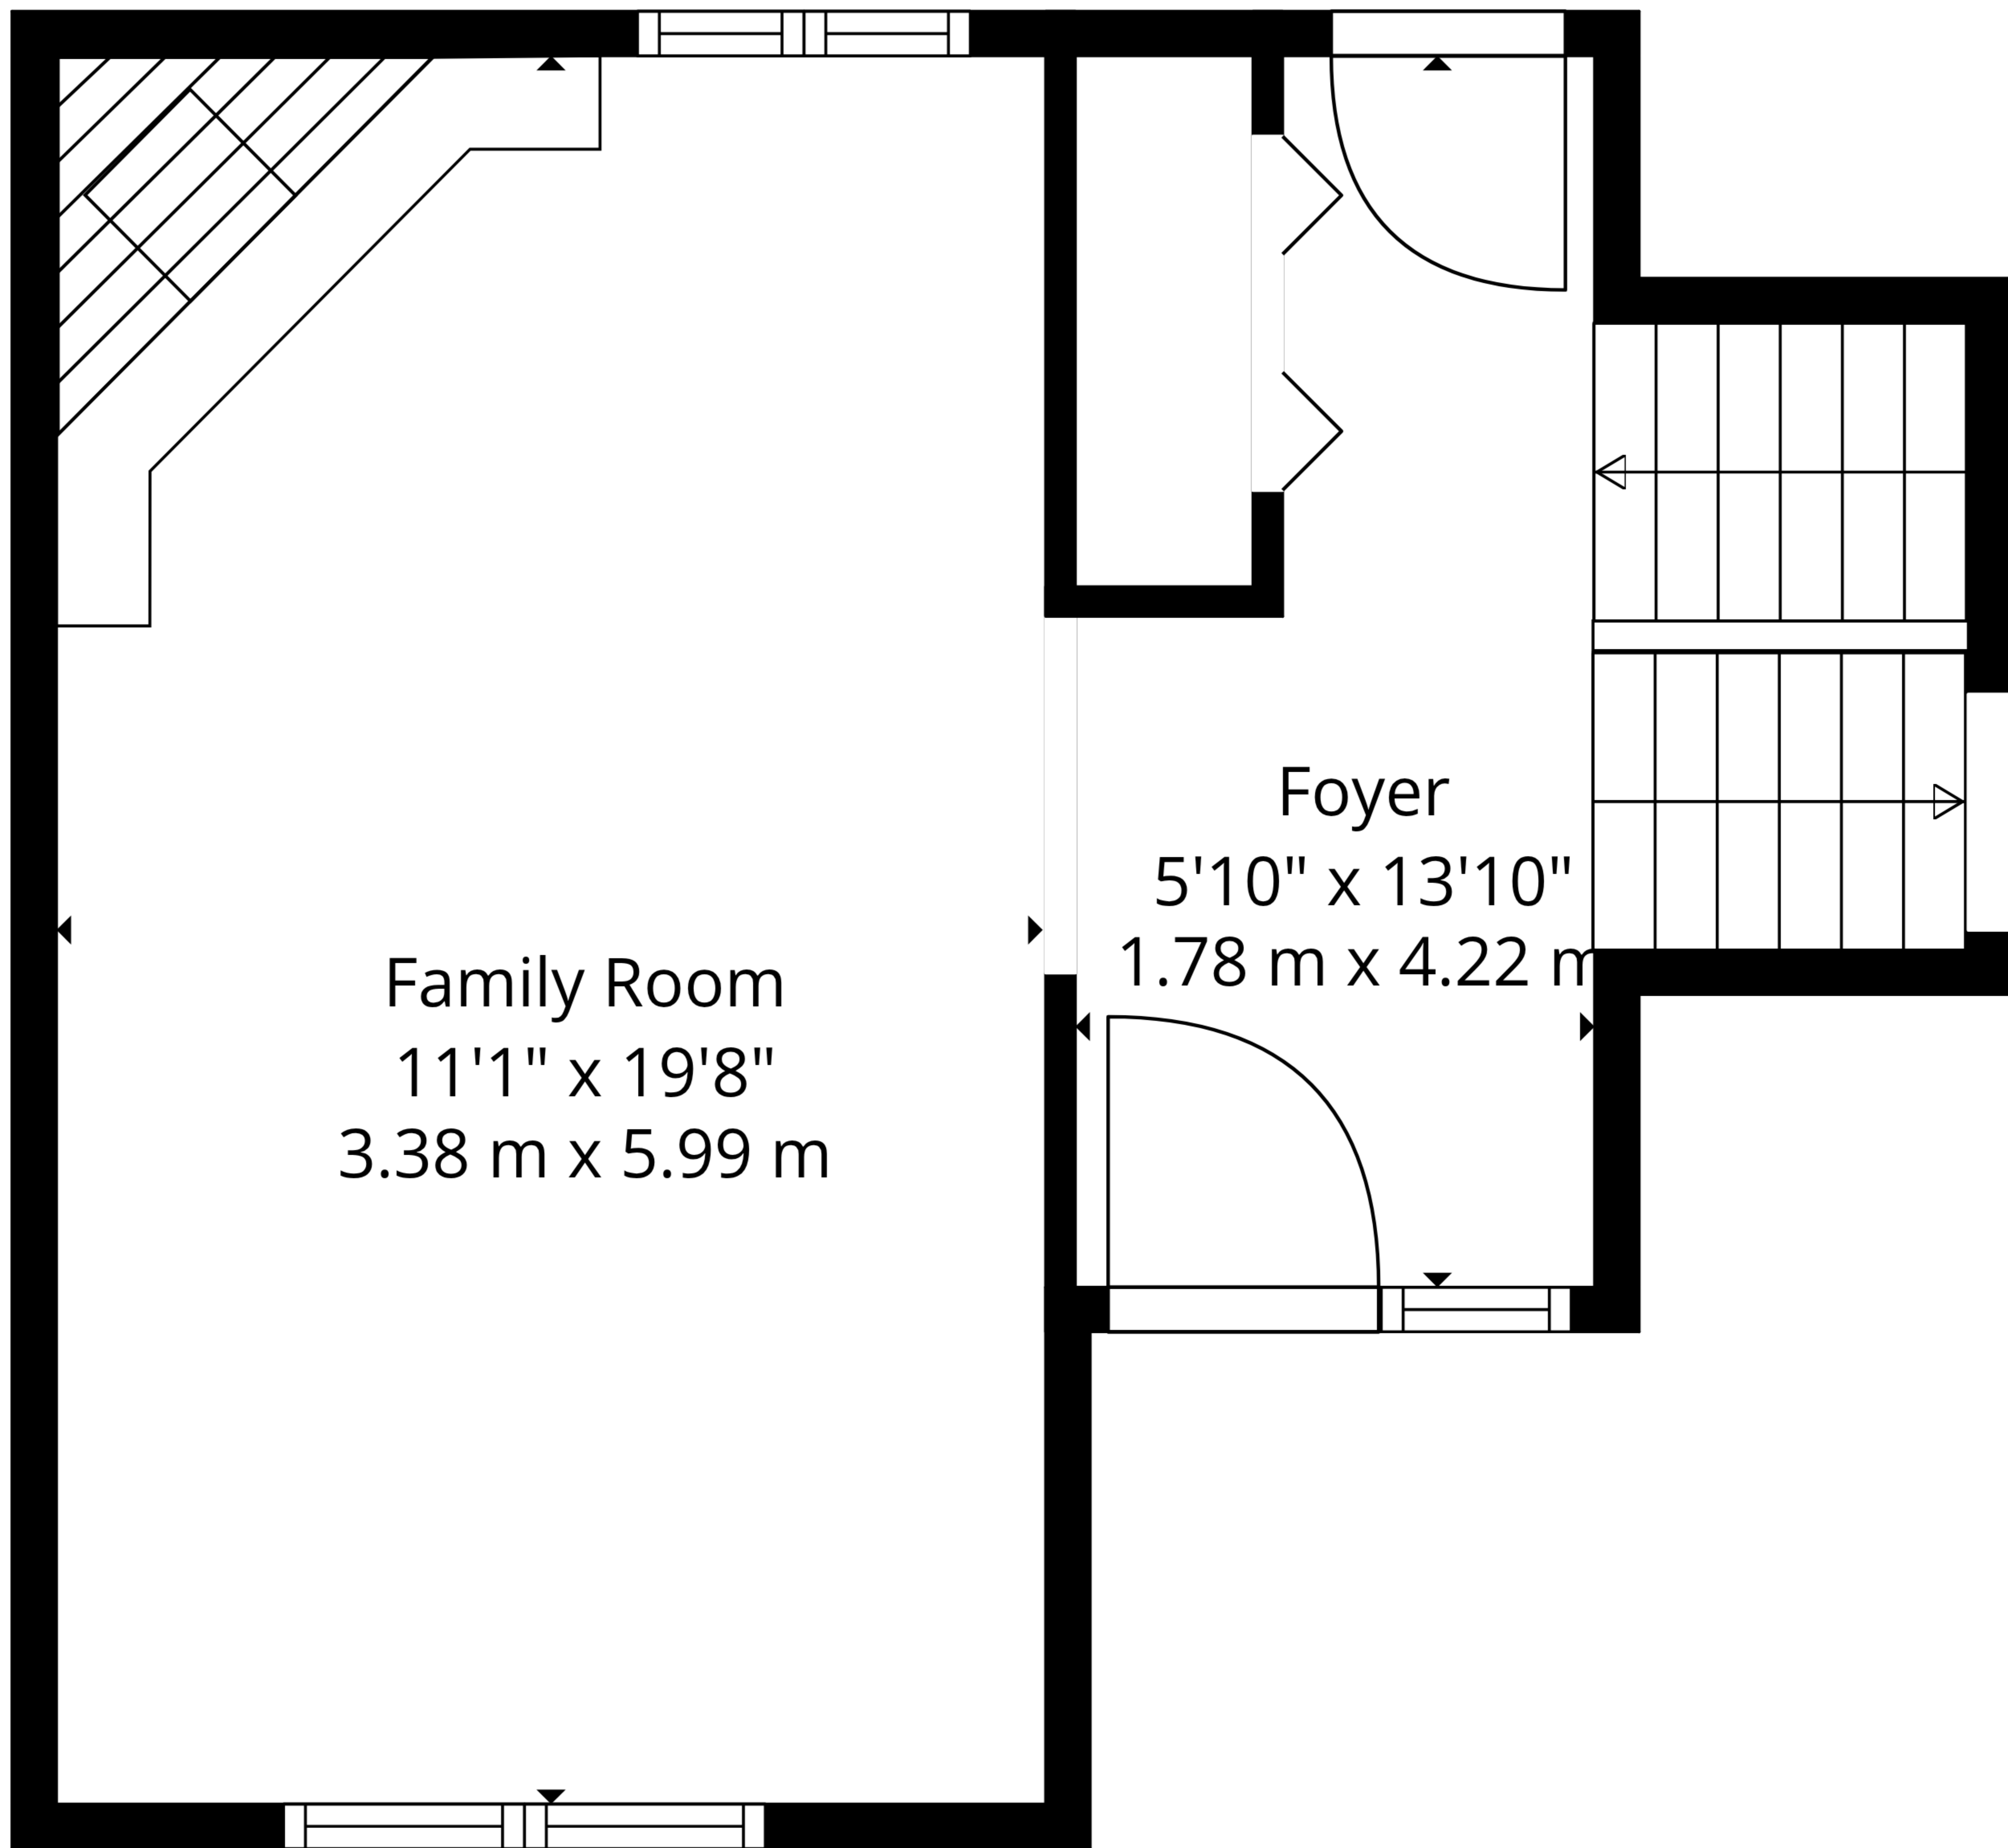 Foyer
5'10" x 13'10"
1.78 m x 4.22 m
Family Room
11'1" x 19'8"
3.38 m x 5.99 m